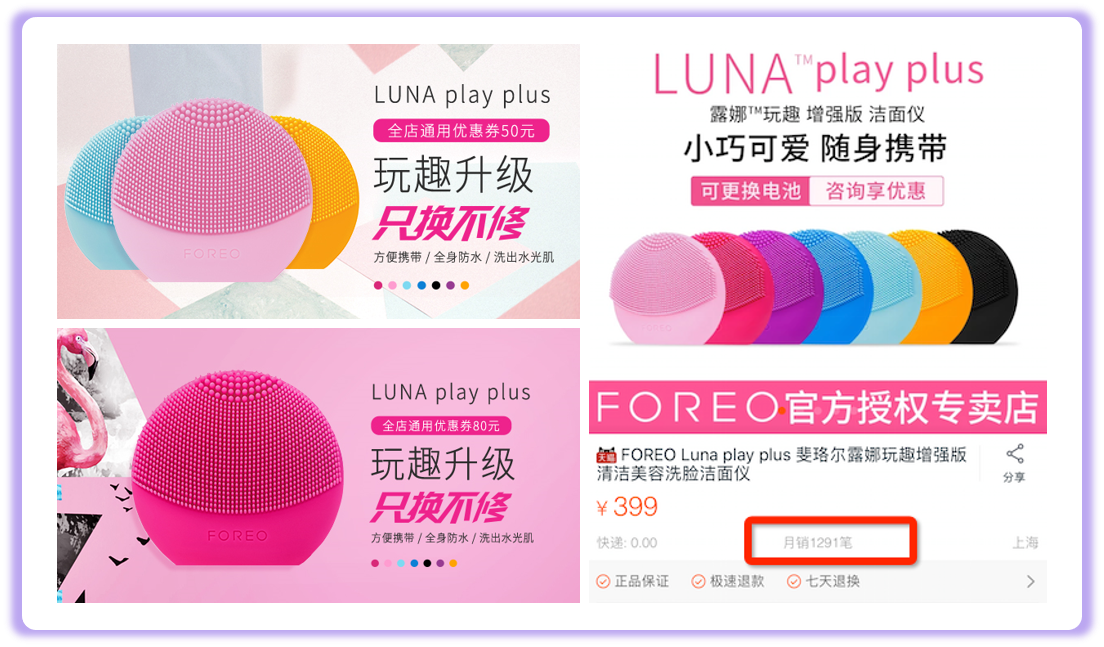 LUNA play plus
全店通用优惠券50元
玩趣升级
只换不修
方便携带 / 全身防水 / 洗出水光肌
FOREO
LUNA play plus
全店通用优惠券80元
玩趣升级
只换不修
方便携带 / 全身防水 / 洗出水光肌
FOREO
LUNA™ play plus
露娜™玩趣 增强版 洁面仪
小巧可爱 随身携带
可更换电池 咨询享优惠
FOREO
FOREO官方授权专卖店
天猫 FOREO Luna play plus 斐珞尔露娜玩趣增强版
清洁美容洗脸洁面仪
分享
¥ 399
快递: 0.00 月销1291笔 上海
正品保证 极速退款 七天退换